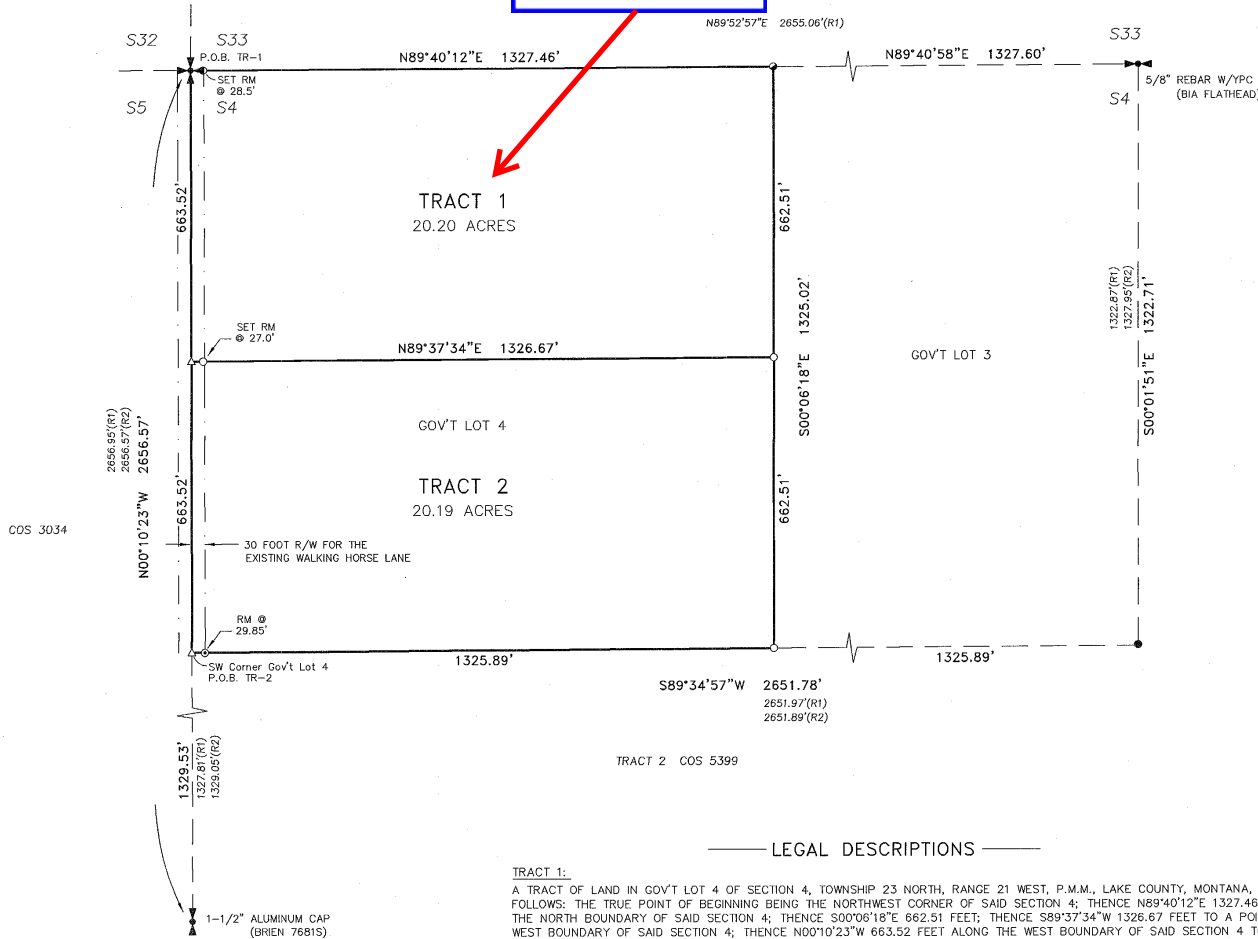 N89°52'57"E 2655.06'(R1)
S32
S33
P.O.B. TR-1
N89°40'12"E 1327.46'
N89°40'58"E 1327.60'
S33
SET RM
@ 28.5'
S5
S4
S4
5/8" REBAR W/YPC
(BIA FLATHEAD)
663.52'
TRACT 1
20.20 ACRES
662.51'
S00°06'18"E 1325.02'
1322.87'(R1)
1327.95'(R2)
S00°01'51"E 1322.71'
SET RM
@ 27.0'
N89°37'34"E 1326.67'
GOV'T LOT 3
GOV'T LOT 4
2656.95'(R1)
2656.57'(R2)
N00°10'23"W 2656.57'
663.52'
TRACT 2
20.19 ACRES
662.51'
COS 3034
30 FOOT R/W FOR THE
EXISTING WALKING HORSE LANE
RM @
29.85'
SW Corner Gov't Lot 4
P.O.B. TR-2
1325.89'
1325.89'
S89°34'57"W 2651.78'
2651.97'(R1)
2651.89'(R2)
1329.53'
1327.81'(R1)
1329.05'(R2)
TRACT 2 COS 5399
LEGAL DESCRIPTIONS
TRACT 1:
A TRACT OF LAND IN GOV'T LOT 4 OF SECTION 4, TOWNSHIP 23 NORTH, RANGE 21 WEST, P.M.M., LAKE COUNTY, MONTANA,
FOLLOWS: THE TRUE POINT OF BEGINNING BEING THE NORTHWEST CORNER OF SAID SECTION 4; THENCE N89°40'12"E 1327.46
THE NORTH BOUNDARY OF SAID SECTION 4; THENCE S00°06'18"E 662.51 FEET; THENCE S89°37'34"W 1326.67 FEET TO A POI
WEST BOUNDARY OF SAID SECTION 4; THENCE N00°10'23"W 663.52 FEET ALONG THE WEST BOUNDARY OF SAID SECTION 4 T
1-1/2" ALUMINUM CAP
(BRIEN 7681S)